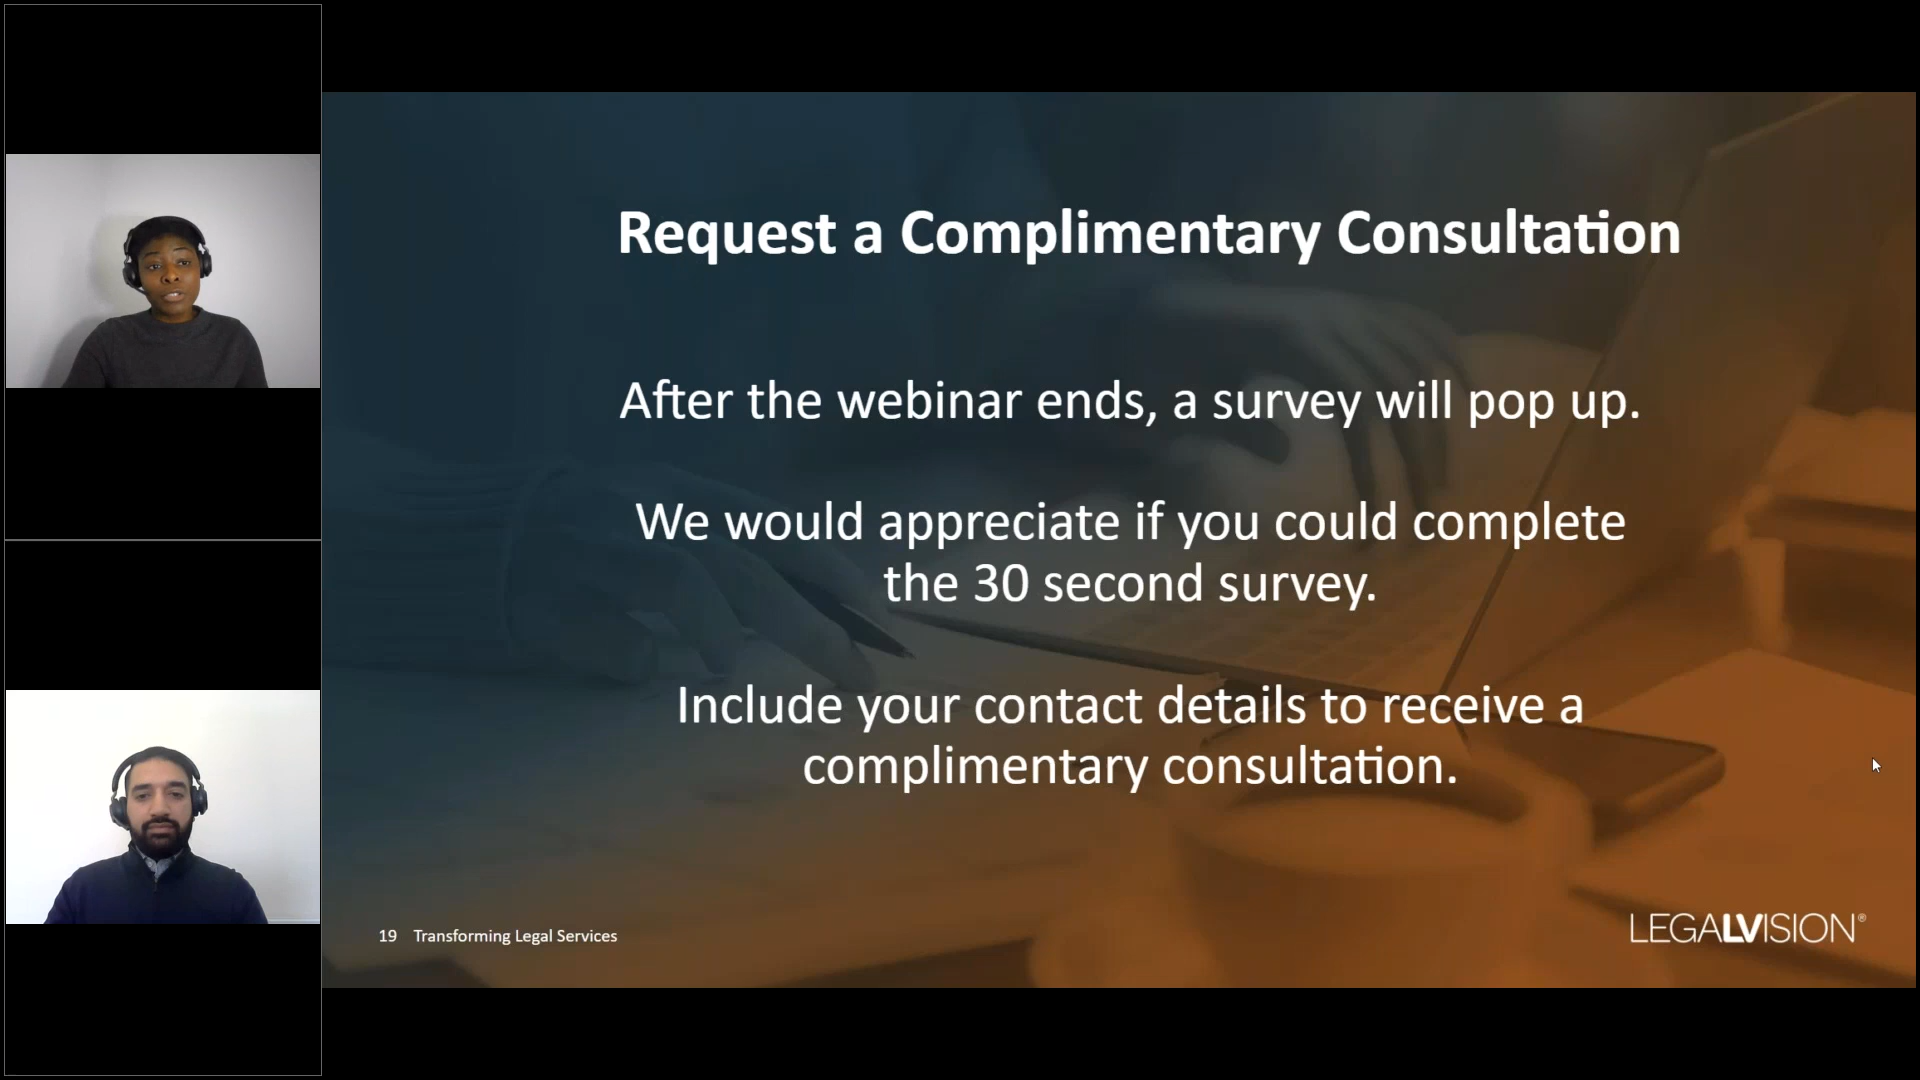 Request a Complimentary Consultation
After the webinar ends, a survey will pop up.
We would appreciate if you could complete
the 30 second survey.
Include your contact details to receive a
complimentary consultation.
19 Transforming Legal Services
LEGALVISION®